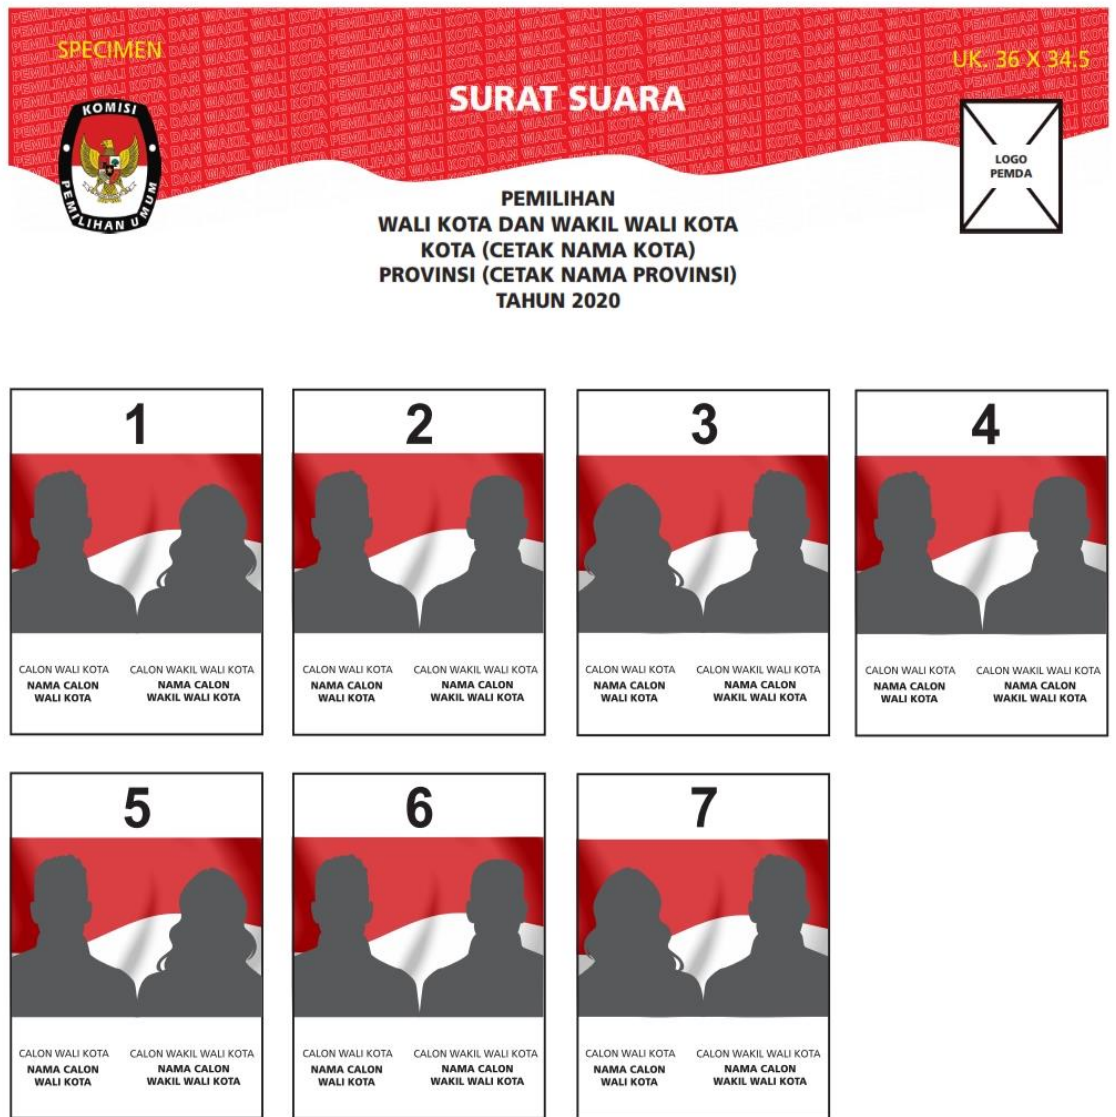 SPECIMEN
UK. 36 X 34.5
SURAT SUARA
KOMISI
PEMILIHAN UMUM
LOGO
PEMDA
PEMILIHAN
WALI KOTA DAN WAKIL WALI KOTA
KOTA (CETAK NAMA KOTA)
PROVINSI (CETAK NAMA PROVINSI)
TAHUN 2020
1
CALON WALI KOTA
NAMA CALON
WALI KOTA
CALON WAKIL WALI KOTA
NAMA CALON
WAKIL WALI KOTA
2
CALON WALI KOTA
NAMA CALON
WALI KOTA
CALON WAKIL WALI KOTA
NAMA CALON
WAKIL WALI KOTA
3
CALON WALI KOTA
NAMA CALON
WALI KOTA
CALON WAKIL WALI KOTA
NAMA CALON
WAKIL WALI KOTA
4
CALON WALI KOTA
NAMA CALON
WALI KOTA
CALON WAKIL WALI KOTA
NAMA CALON
WAKIL WALI KOTA
5
CALON WALI KOTA
NAMA CALON
WALI KOTA
CALON WAKIL WALI KOTA
NAMA CALON
WAKIL WALI KOTA
6
CALON WALI KOTA
NAMA CALON
WALI KOTA
CALON WAKIL WALI KOTA
NAMA CALON
WAKIL WALI KOTA
7
CALON WALI KOTA
NAMA CALON
WALI KOTA
CALON WAKIL WALI KOTA
NAMA CALON
WAKIL WALI KOTA